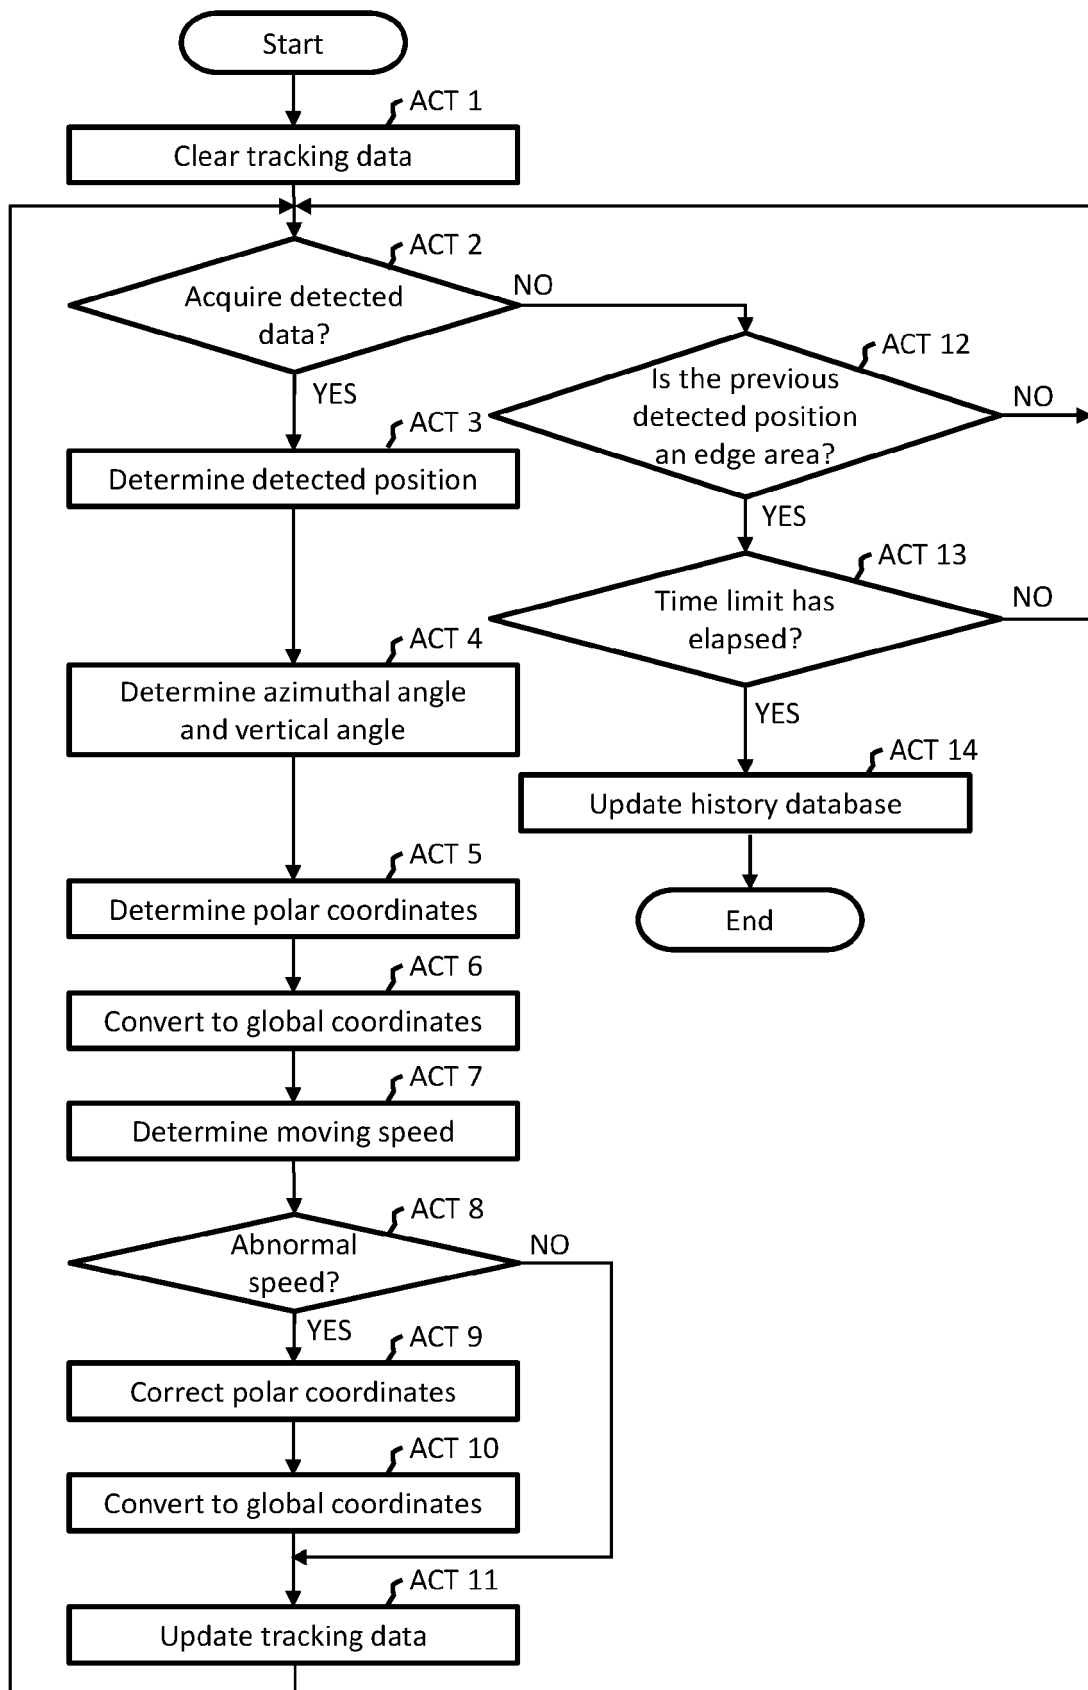 Start
ACT 1
Clear tracking data
ACT 2
Acquire detected
data?
NO
YES
ACT 3
Determine detected position
ACT 4
Determine azimuthal angle
and vertical angle
ACT 5
Determine polar coordinates
ACT 6
Convert to global coordinates
ACT 7
Determine moving speed
ACT 8
Abnormal
speed?
NO
YES
ACT 9
Correct polar coordinates
ACT 10
Convert to global coordinates
ACT 11
Update tracking data
ACT 12
Is the previous
detected position
an edge area?
NO
YES
ACT 13
Time limit has
elapsed?
NO
YES
ACT 14
Update history database
End